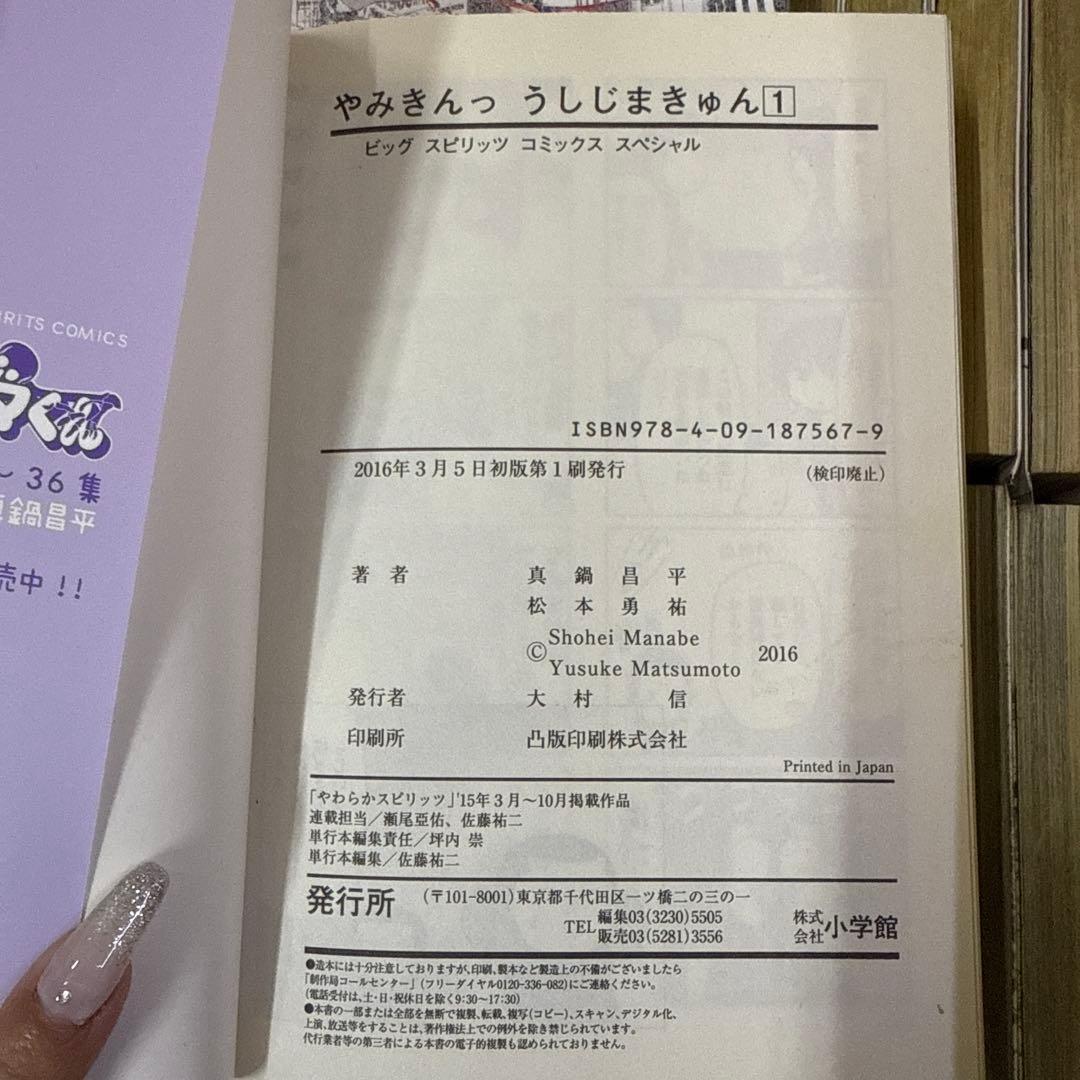 やみきんっ うしじまきゅん1
ビッグ スピリッツ コミックス スペシャル
ISBN978-4-09-187567-9
2016年3月5日初版第1刷発行 (検印廃止)
著者 真鍋昌平
松本勇祐
©Shohei Manabe
Yusuke Matsumoto 2016
発行者 大村 信
印刷所 凸版印刷株式会社
Printed in Japan
「やわらかスピリッツ」'15年3月〜10月掲載作品
連載担当/瀬尾亞佑、佐藤祐二
単行本編集責任/坪内 崇
単行本編集/佐藤祐二
発行所 (〒101-8001)東京都千代田区一ツ橋二の三の一
TEL 編集03(3230)5505
販売03(5281)3556
株式会社 小学館
●造本には十分注意しておりますが、印刷、製本など製造上の不備がございましたら
「制作局コールセンター」(フリーダイヤル0120-336-082)にご連絡ください。
(電話受付は、土・日・祝休日を除く9:30〜17:30)
●本書の一部または全部を無断で複製、転載、複写(コピー)、スキャン、デジタル化、
上演、放送等をすることは、著作権法上での例外を除き禁じられています。
代行業者等の第三者による本書の電子的複製も認められておりません。
RITS COMICS
マくん
〜36集
鍋昌平
売中!!